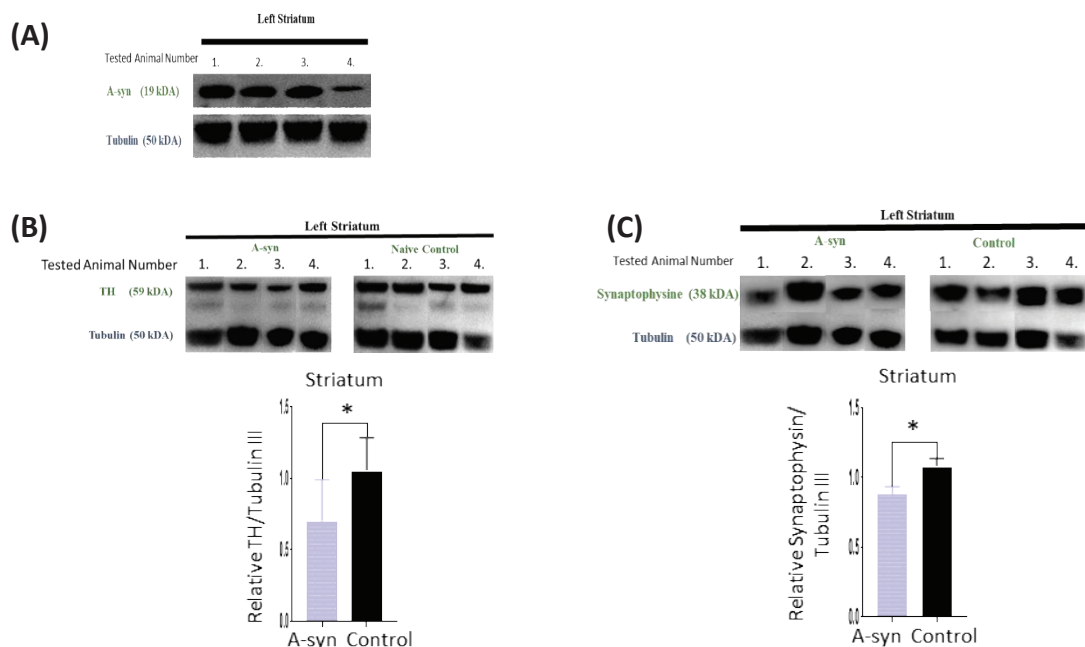 (A)
Left Striatum
Tested Animal Number 1. 2. 3. 4.
A-syn (19 kDA)
Tubulin (50 kDA)
(B)
Left Striatum
A-syn Naive Control
Tested Animal Number 1. 2. 3. 4. 1. 2. 3. 4.
TH (59 kDA)
Tubulin (50 kDA)
Striatum
Relative TH/Tubulin III
1.5
1.0
0.5
0.0
*
A-syn Control
(C)
Left Striatum
A-syn Control
Tested Animal Number 1. 2. 3. 4. 1. 2. 3. 4.
Synaptophysine (38 kDA)
Tubulin (50 kDA)
Striatum
Relative Synaptophysin/
Tubulin III
1.5
1.0
0.5
0.0
*
A-syn Control